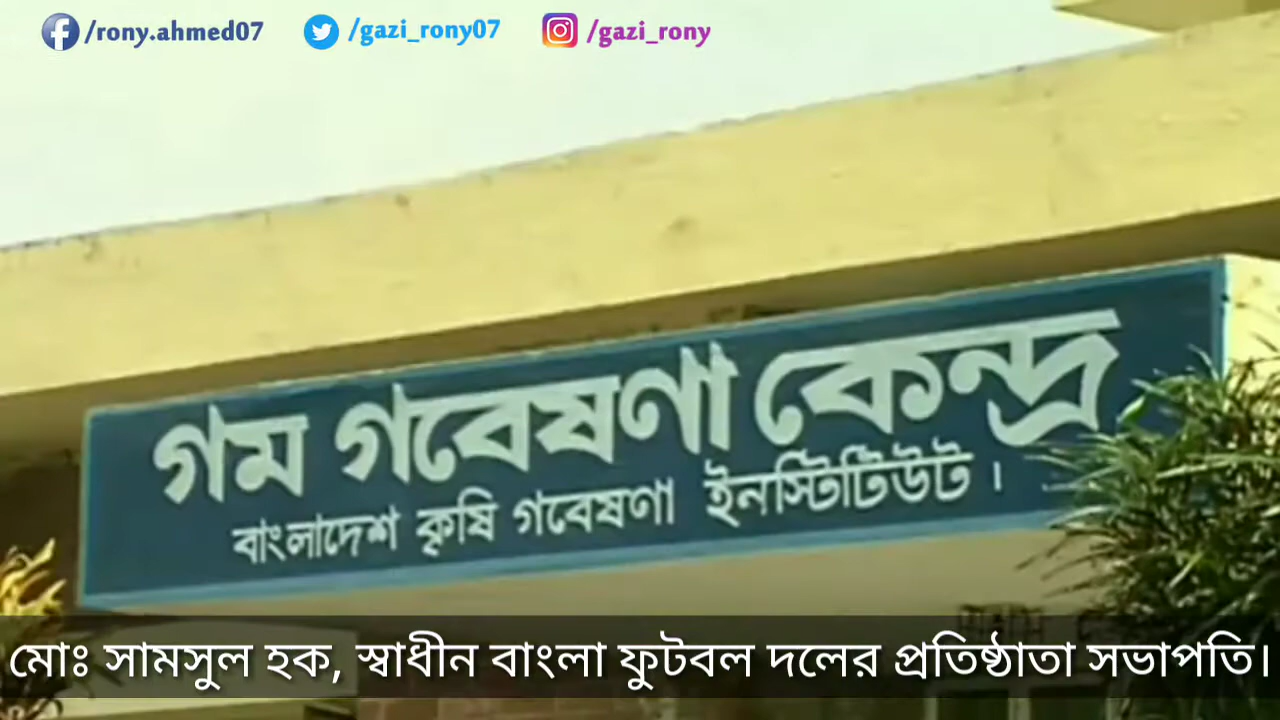 /rony.ahmed07 /gazi_rony07 /gazi_rony
গম গবেষণা কেন্দ্র
বাংলাদেশ কৃষি গবেষণা ইনস্টিটিউট ।
মোঃ সামসুল হক, স্বাধীন বাংলা ফুটবল দলের প্রতিষ্ঠাতা সভাপতি।